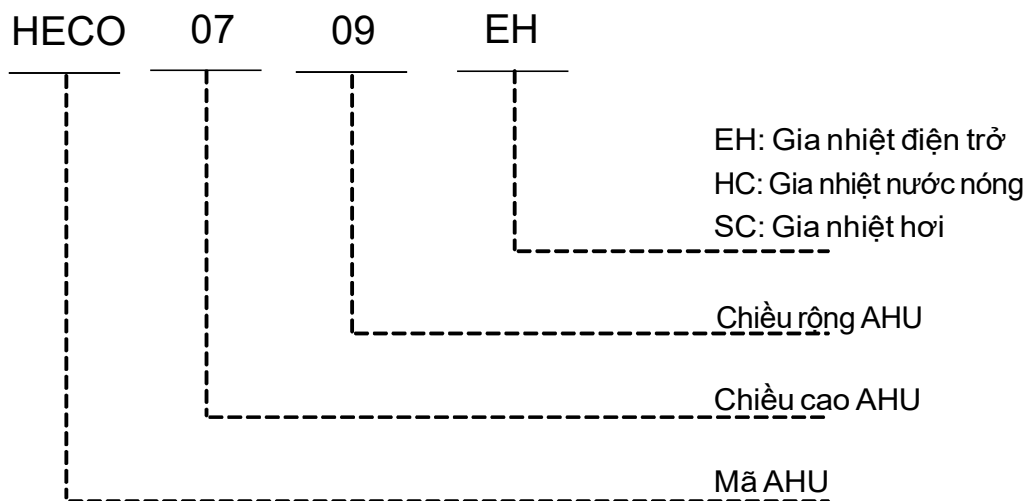 HECO 07 09 EH
EH: Gia nhiệt điện trở
HC: Gia nhiệt nước nóng
SC: Gia nhiệt hơi
Chiều rộng AHU
Chiều cao AHU
Mã AHU